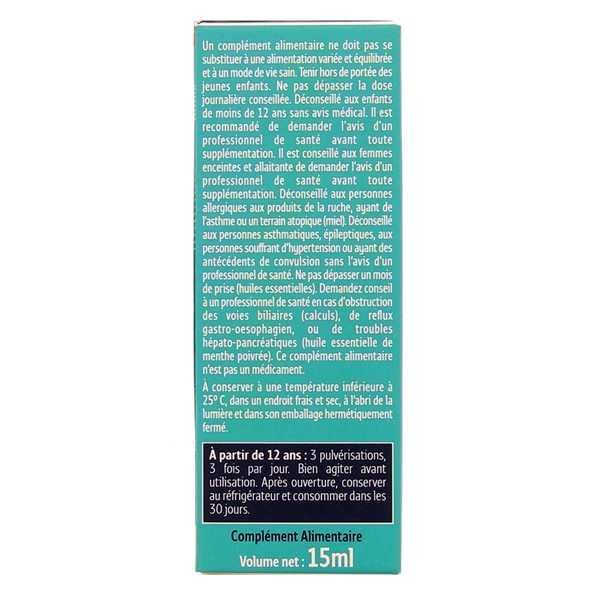 Un complément alimentaire ne doit pas se
substituer à une alimentation variée et équilibrée
et à un mode de vie sain. Tenir hors de portée des
jeunes enfants. Ne pas dépasser la dose
journalière conseillée. Déconseillé aux enfants
de moins de 12 ans sans avis médical. Il est
recommandé de demander l'avis d'un
professionnel de santé avant toute
supplémentation. Il est conseillé aux femmes
enceintes et allaitante de demander l'avis d'un
professionnel de santé avant toute
supplémentation. Déconseillé aux personnes
allergiques aux produits de la ruche, ayant de
l'asthme ou un terrain atopique (miel). Déconseillé
aux personnes asthmatiques, épileptiques, aux
personnes souffrant d'hypertension ou ayant des
antécédents de convulsion sans l'avis d'un
professionnel de santé. Ne pas dépasser un mois
de prise (huiles essentielles). Demandez conseil
à un professionnel de santé en cas d'obstruction
des voies biliaires (calculs), de reflux
gastro-oesophagien, ou de troubles
hépato-pancréatiques (huile essentielle de
menthe poivrée). Ce complément alimentaire
n'est pas un médicament.
À conserver à une température inférieure à
25º C, dans un endroit frais et sec, à l'abri de la
lumière et dans son emballage hermétiquement
fermé.
À partir de 12 ans : 3 pulvérisations,
3 fois par jour. Bien agiter avant
utilisation. Après ouverture, conserver
au réfrigérateur et consommer dans les
30 jours.
Complément Alimentaire
Volume net : 15ml